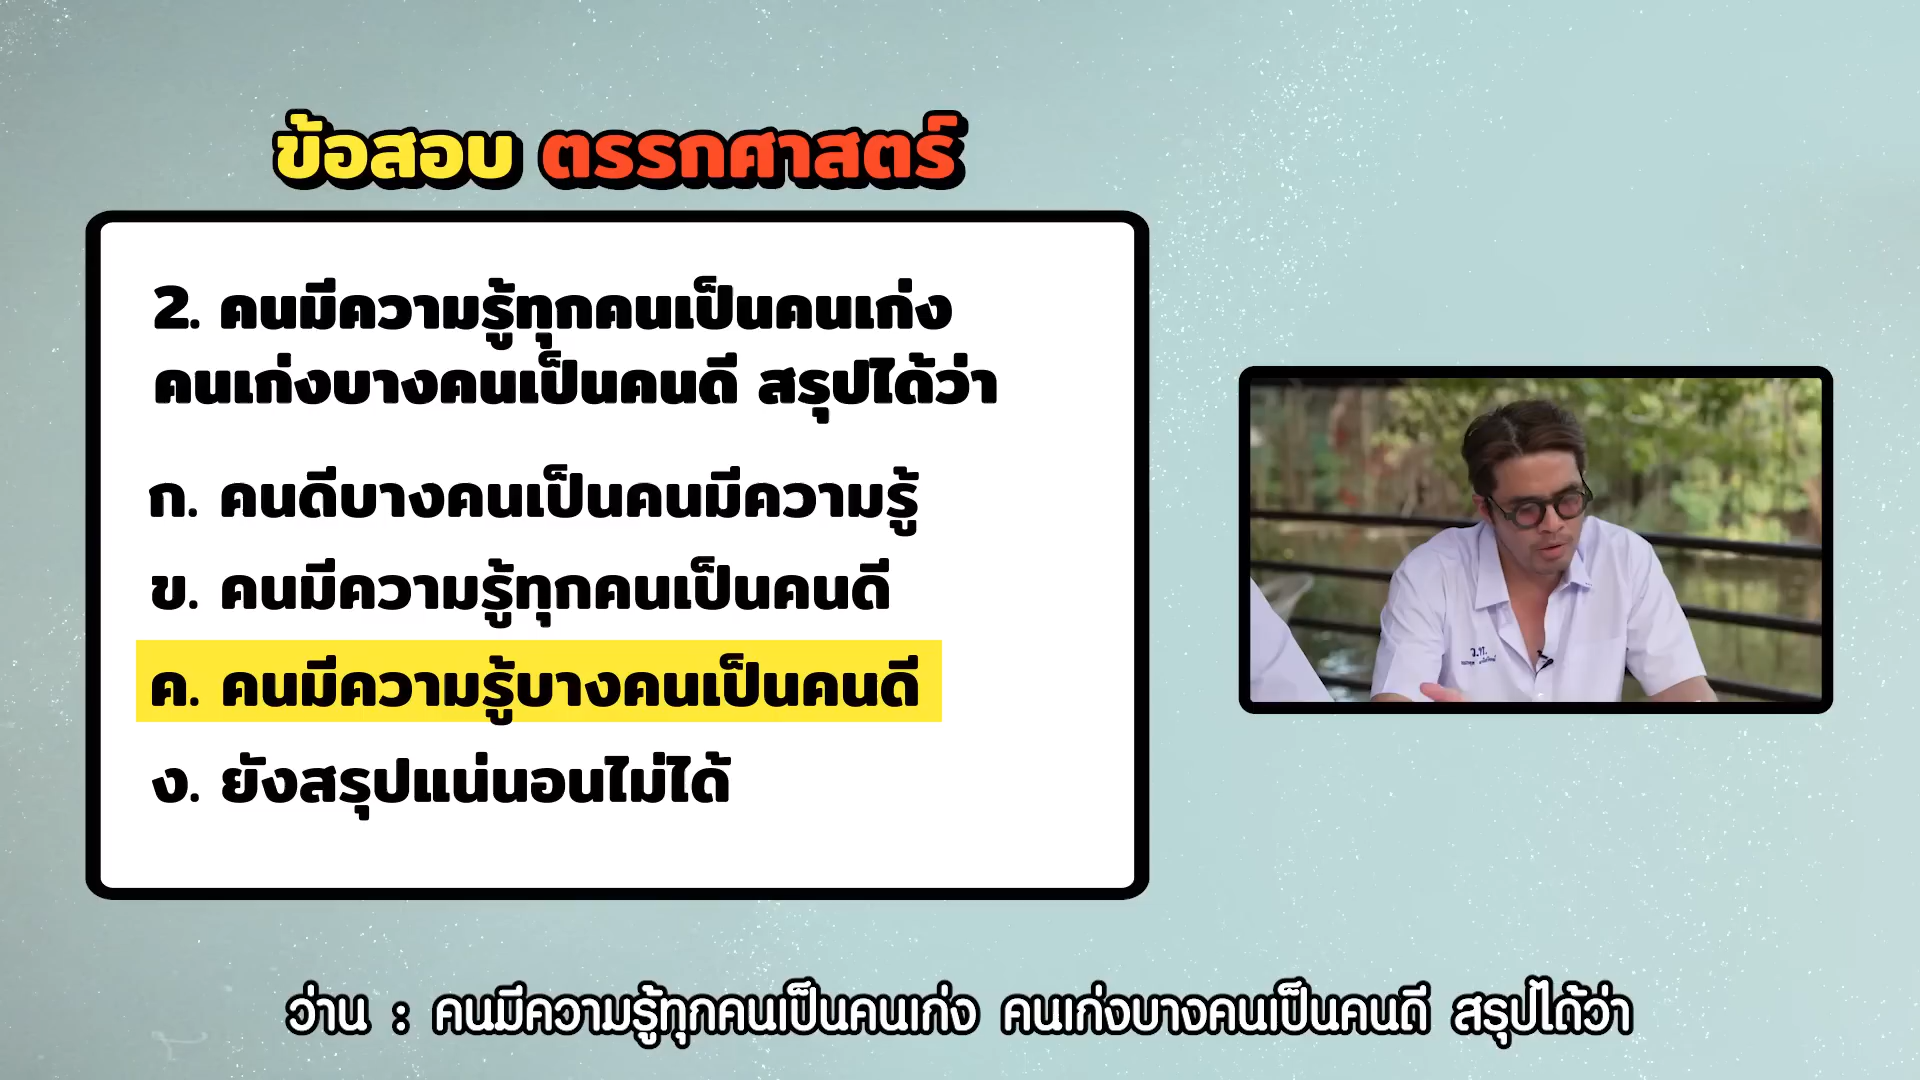 ข้อสอบ ตรรกศาสตร์
2. คนมีความรู้ทุกคนเป็นคนเก่ง
คนเก่งบางคนเป็นคนดี สรุปได้ว่า
ก. คนดีบางคนเป็นคนมีความรู้
ข. คนมีความรู้ทุกคนเป็นคนดี
ค. คนมีความรู้บางคนเป็นคนดี
ง. ยังสรุปแน่นอนไม่ได้
ว.ท.
ว่าน : คนมีความรู้ทุกคนเป็นคนเก่ง คนเก่งบางคนเป็นคนดี สรุปได้ว่า